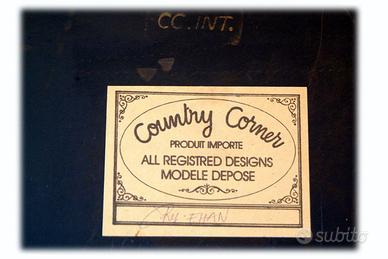 CC.INT.
Country Corner
PRODUIT IMPORTE
ALL REGISTRED DESIGNS
MODELE DEPOSE
subito